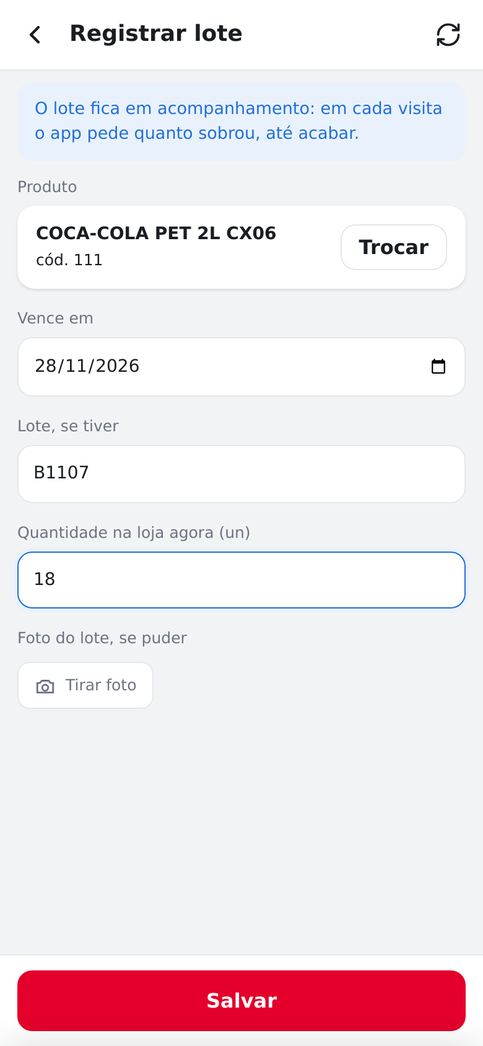 Registrar lote
O lote fica em acompanhamento: em cada visita
o app pede quanto sobrou, até acabar.
Produto
COCA-COLA PET 2L CX06
cód. 111
Trocar
Vence em
28/11/2026
Lote, se tiver
B1107
Quantidade na loja agora (un)
18
Foto do lote, se puder
Tirar foto
Salvar